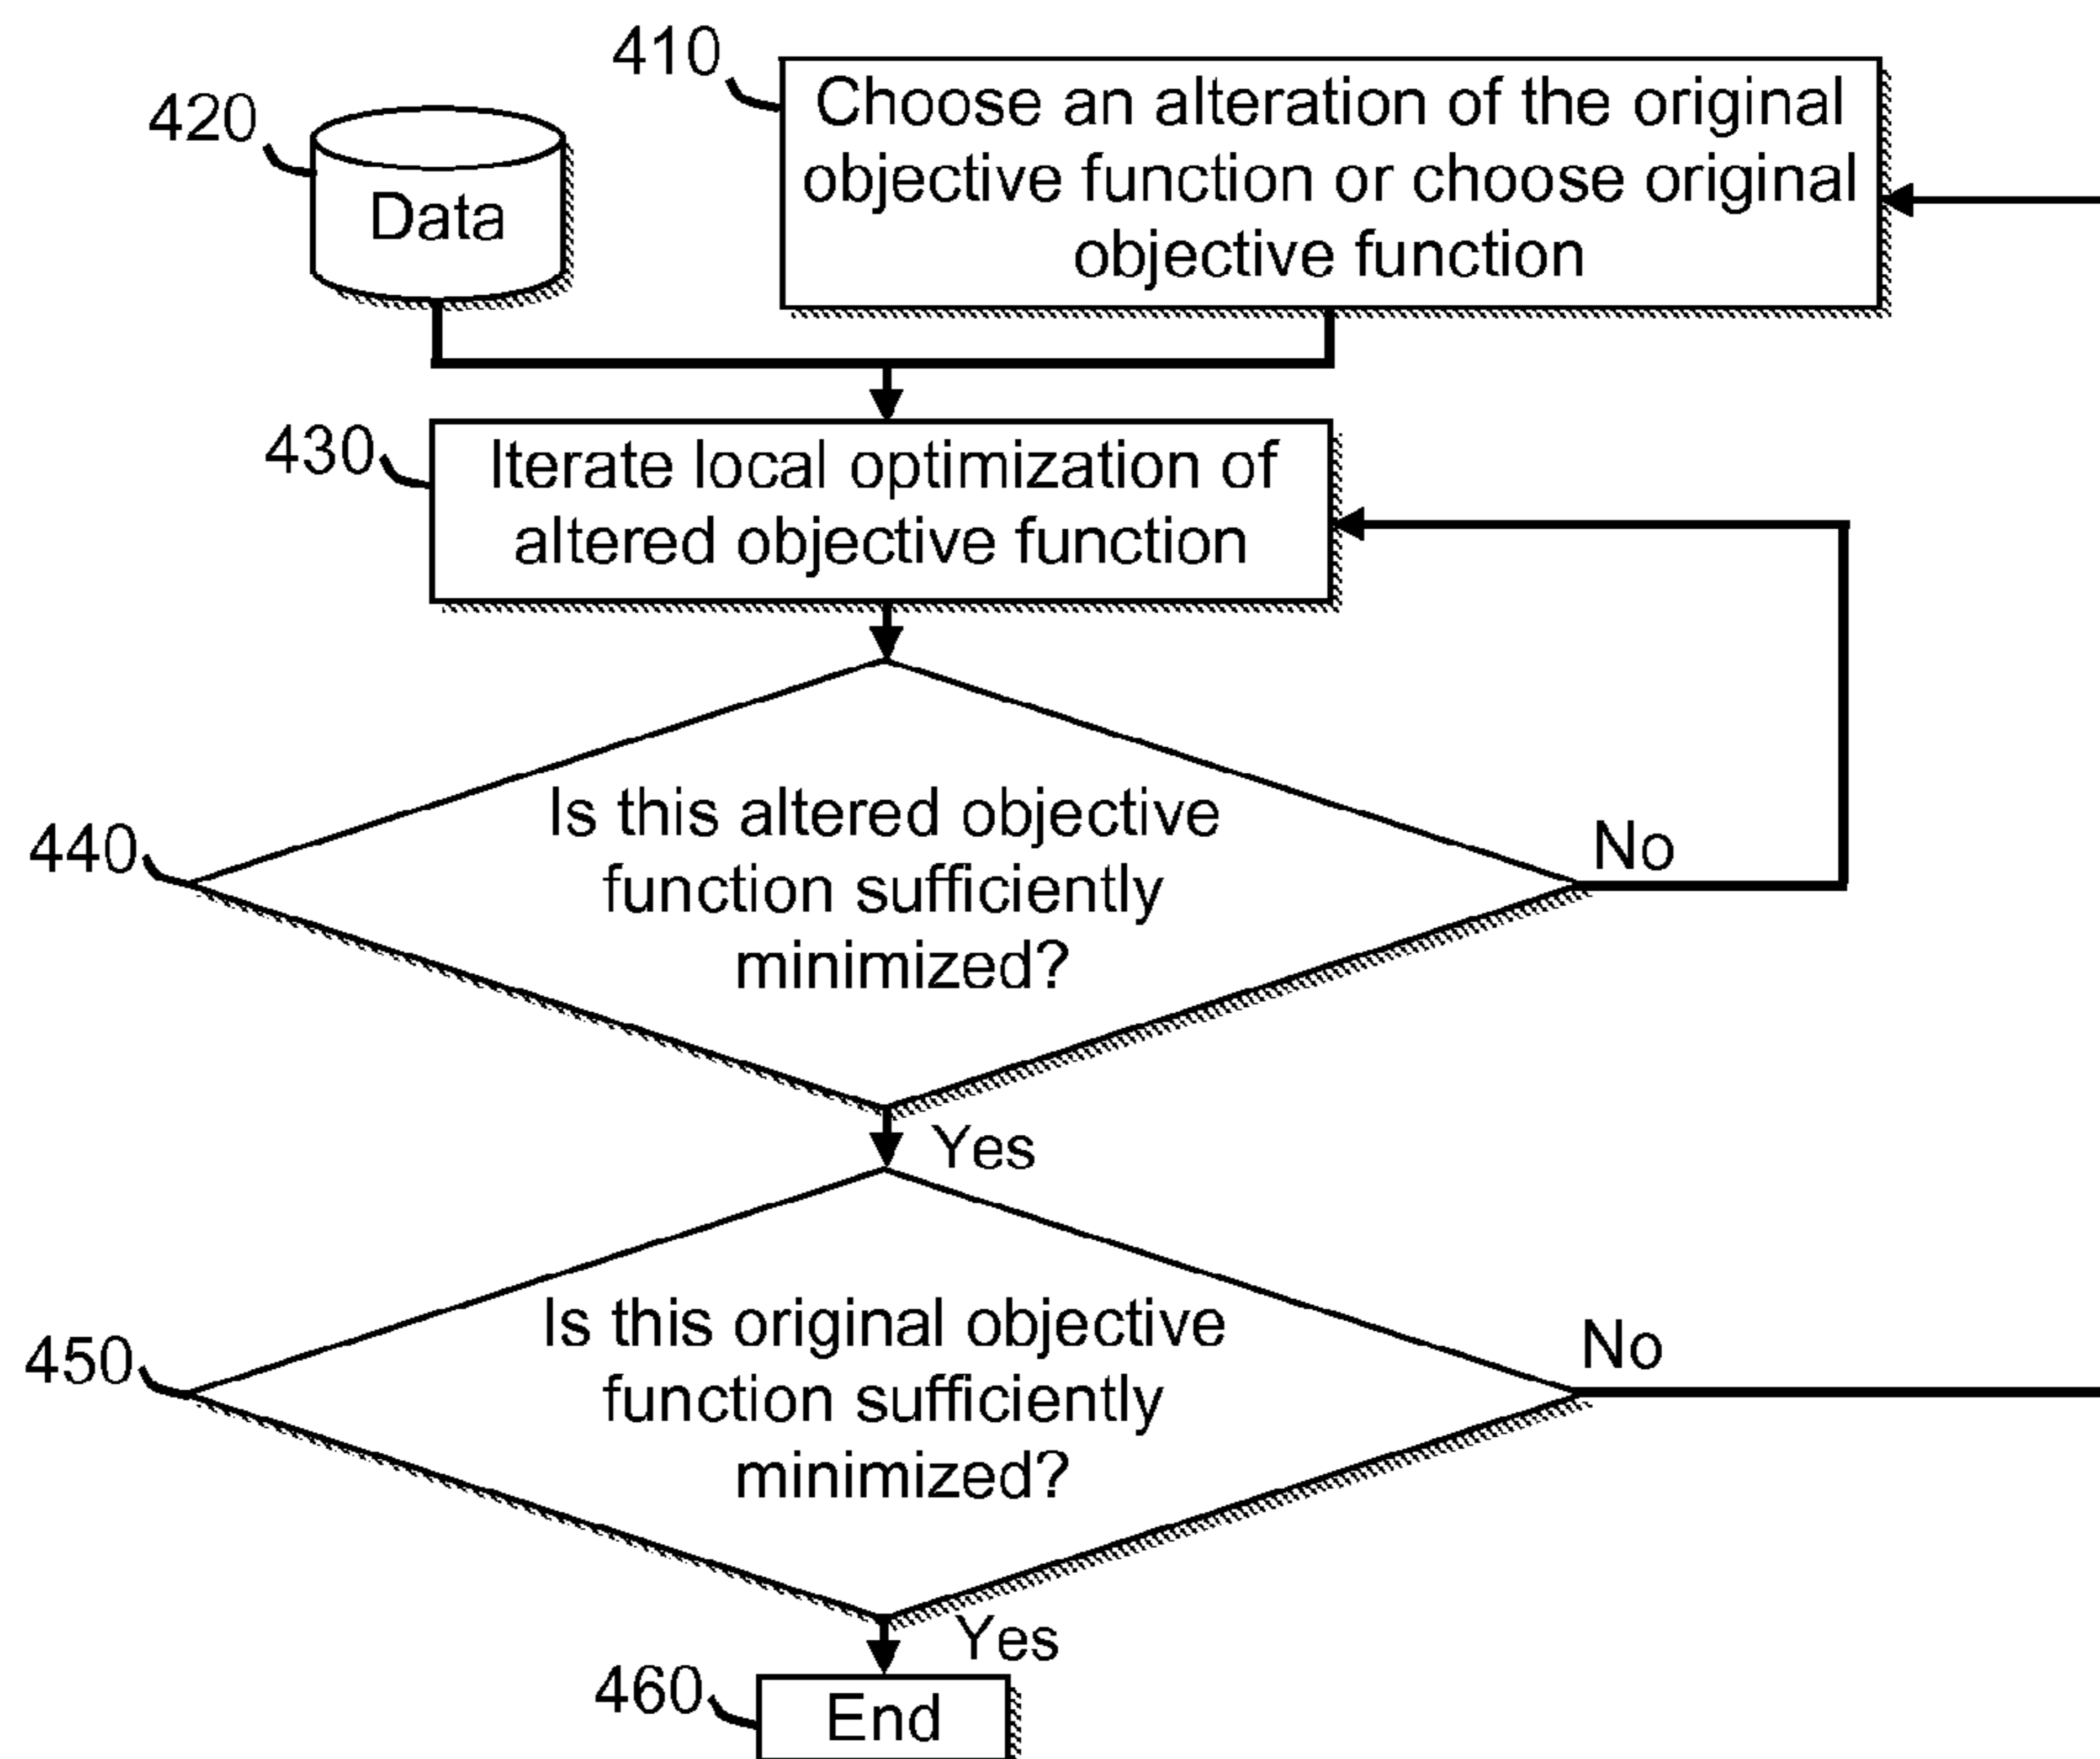 410
Choose an alteration of the original
objective function or choose original
objective function
420
Data
430
Iterate local optimization of
altered objective function
440
Is this altered objective
function sufficiently
minimized?
No
Yes
450
Is this original objective
function sufficiently
minimized?
No
Yes
460
End